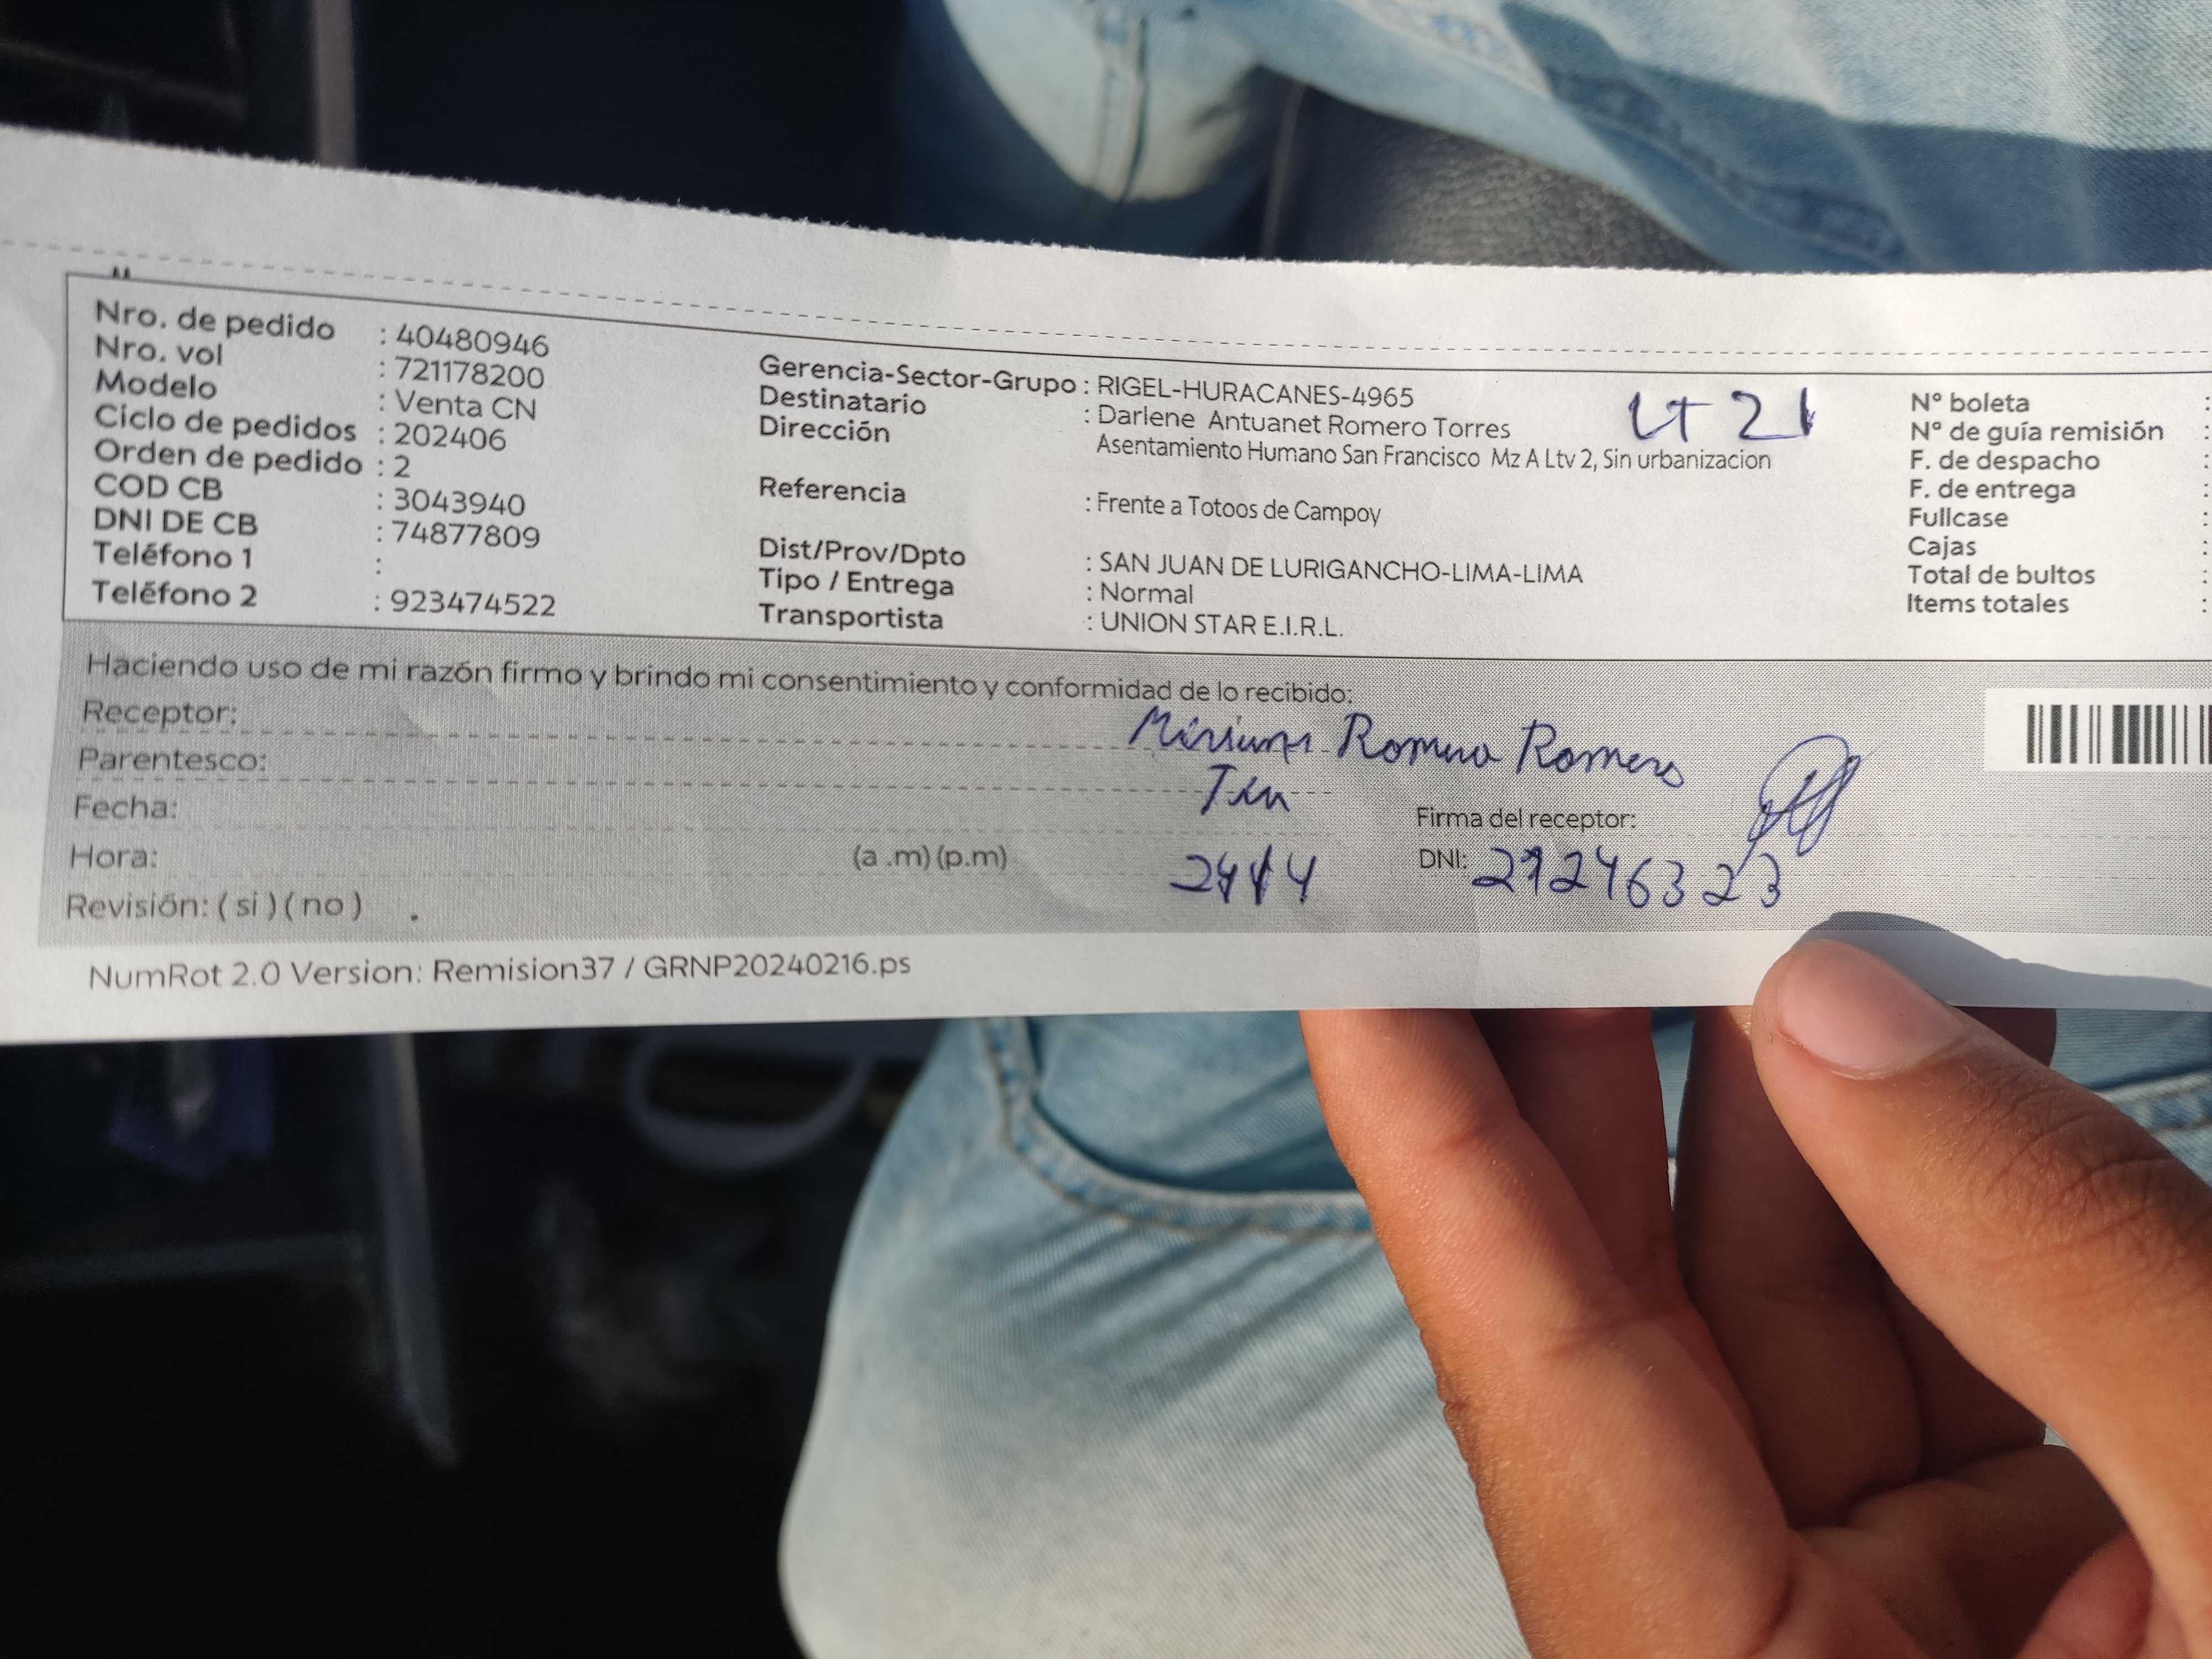 Nro. de pedido : 40480946
Nro. vol : 721178200
Modelo : Venta CN
Ciclo de pedidos : 202406
Orden de pedido : 2
COD CB : 3043940
DNI DE CB : 74877809
Teléfono 1 :
Teléfono 2 : 923474522
Gerencia-Sector-Grupo : RIGEL-HURACANES-4965
Destinatario : Darlene Antuanet Romero Torres
Dirección Asentamiento Humano San Francisco Mz A Ltv 2, Sin urbanizacion
Referencia : Frente a Totoos de Campoy
Dist/Prov/Dpto : SAN JUAN DE LURIGANCHO-LIMA-LIMA
Tipo / Entrega : Normal
Transportista : UNION STAR E.I.R.L.
LT 21
N° boleta :
N° de guía remisión :
F. de despacho :
F. de entrega :
Fullcase :
Cajas :
Total de bultos :
Items totales :
Haciendo uso de mi razón firmo y brindo mi consentimiento y conformidad de lo recibido:
Receptor: Romero Romero
Parentesco:
Fecha: Firma del receptor:
Hora: (a .m) (p.m) DNI:
Revisión: ( si ) ( no ) .
NumRot 2.0 Version: Remision37 / GRNP20240216.ps